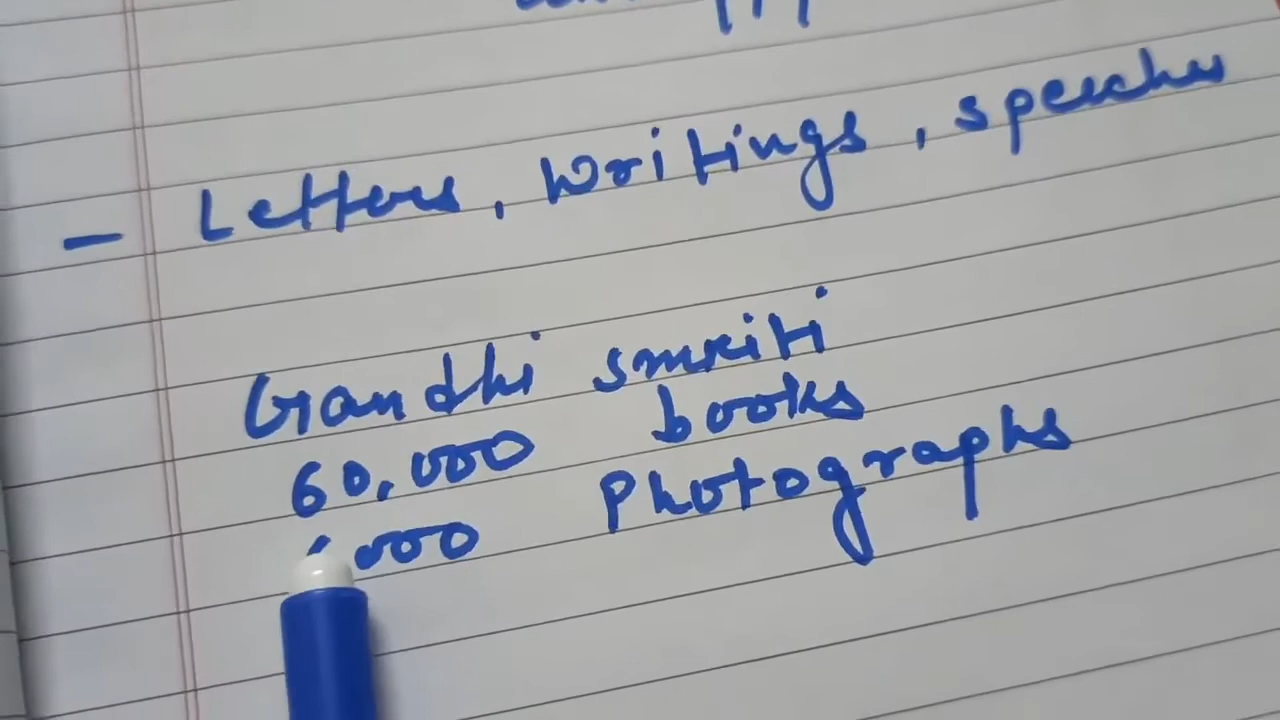 - Letters, Writings, speeches
Gandhi smriti
60,000 books
000 Photographs